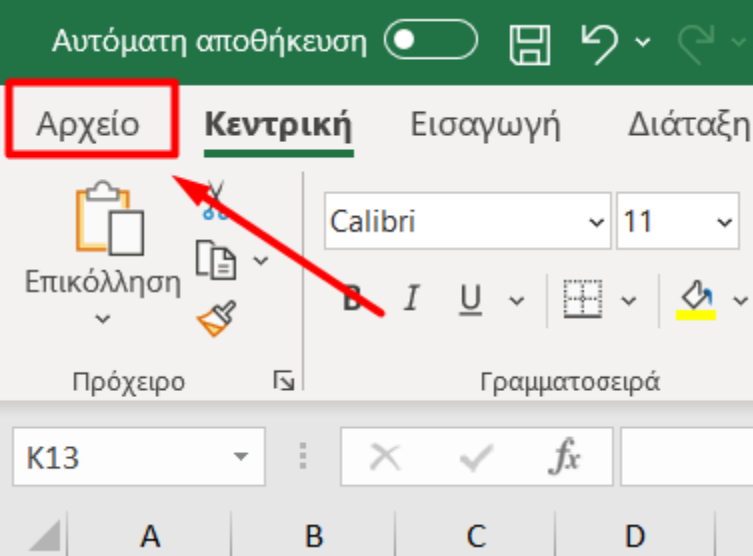 Αυτόματη αποθήκευση
Αρχείο Κεντρική Εισαγωγή Διάταξη
Calibri 11
Επικόλληση
B I U
Πρόχειρο Γραμματοσειρά
K13 fx
A B C D